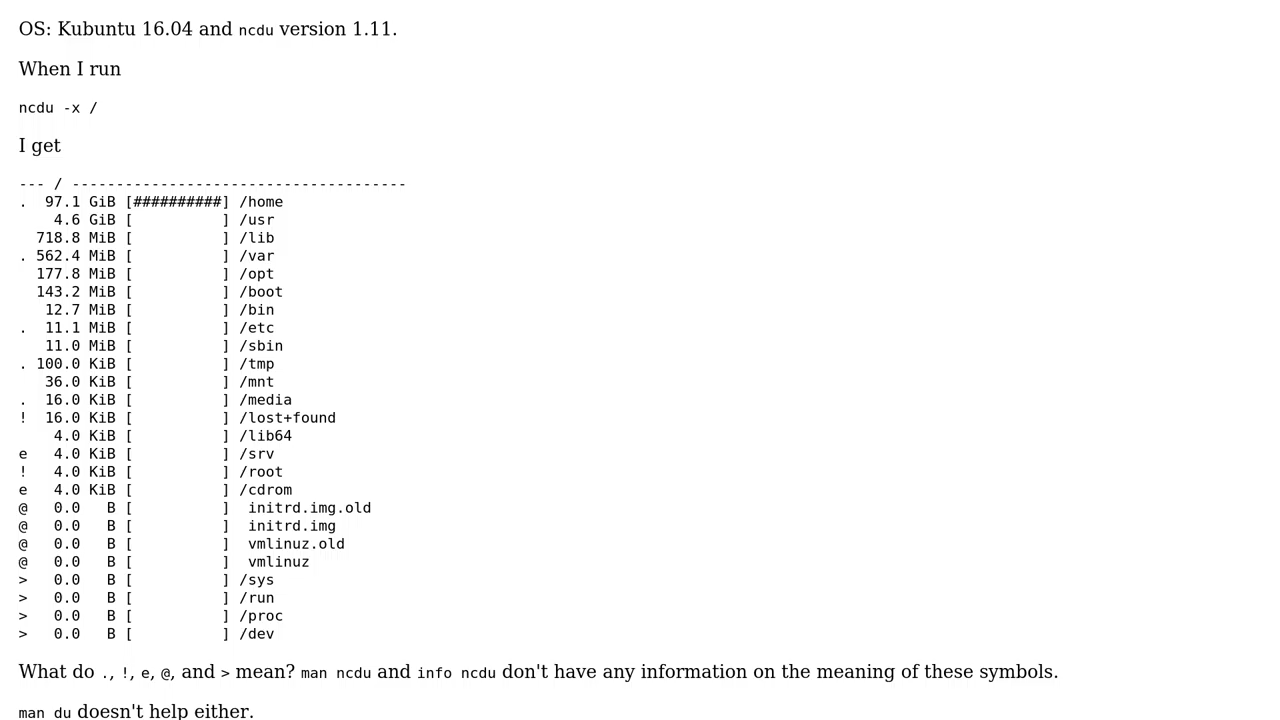 OS: Kubuntu 16.04 and ncdu version 1.11.
When I run
ncdu -x /
I get
--- / --------------------------------------
.  97.1 GiB [##########] /home
    4.6 GiB [          ] /usr
  718.8 MiB [          ] /lib
. 562.4 MiB [          ] /var
  177.8 MiB [          ] /opt
  143.2 MiB [          ] /boot
   12.7 MiB [          ] /bin
.  11.1 MiB [          ] /etc
   11.0 MiB [          ] /sbin
. 100.0 KiB [          ] /tmp
   36.0 KiB [          ] /mnt
.  16.0 KiB [          ] /media
!  16.0 KiB [          ] /lost+found
    4.0 KiB [          ] /lib64
e   4.0 KiB [          ] /srv
!   4.0 KiB [          ] /root
e   4.0 KiB [          ] /cdrom
@   0.0   B [          ]  initrd.img.old
@   0.0   B [          ]  initrd.img
@   0.0   B [          ]  vmlinuz.old
@   0.0   B [          ]  vmlinuz
>   0.0   B [          ] /sys
>   0.0   B [          ] /run
>   0.0   B [          ] /proc
>   0.0   B [          ] /dev
What do ., !, e, @, and > mean? man ncdu and info ncdu don't have any information on the meaning of these symbols.
man du doesn't help either.